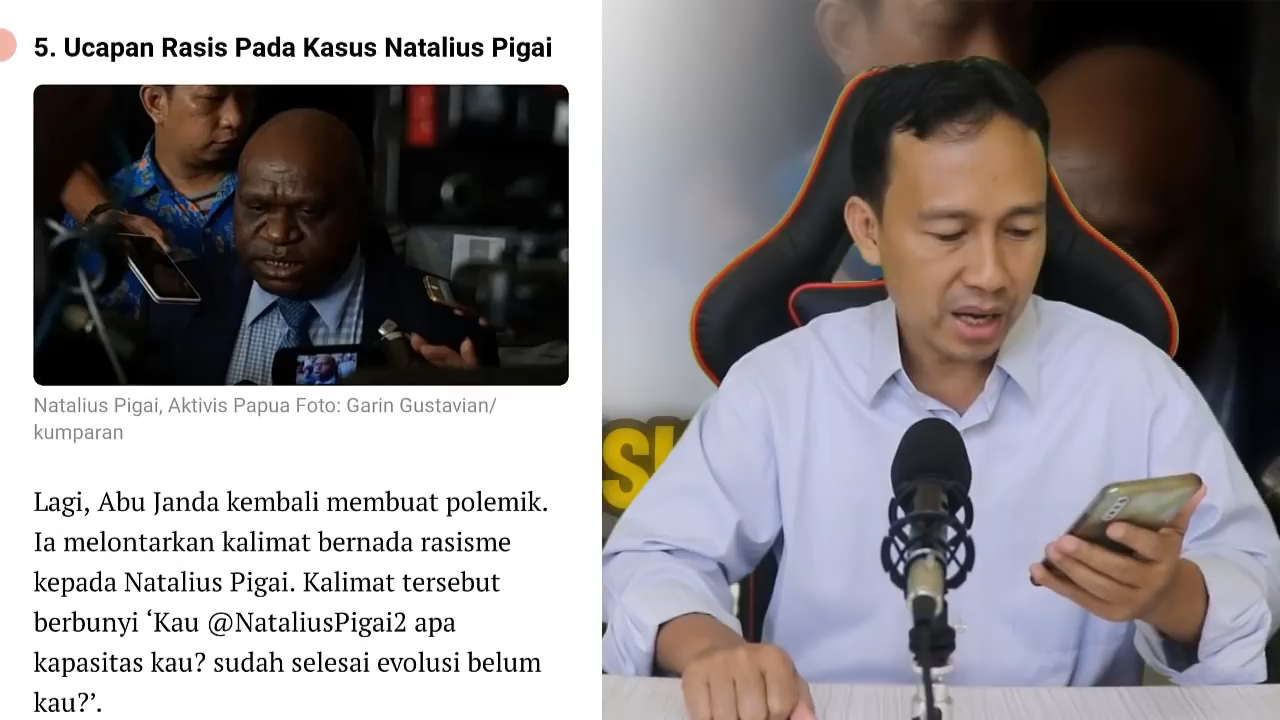 5. Ucapan Rasis Pada Kasus Natalius Pigai
Natalius Pigai, Aktivis Papua Foto: Garin Gustavian/
kumparan
Lagi, Abu Janda kembali membuat polemik.
Ia melontarkan kalimat bernada rasisme
kepada Natalius Pigai. Kalimat tersebut
berbunyi ‘Kau @NataliusPigai2 apa
kapasitas kau? sudah selesai evolusi belum
kau?’.